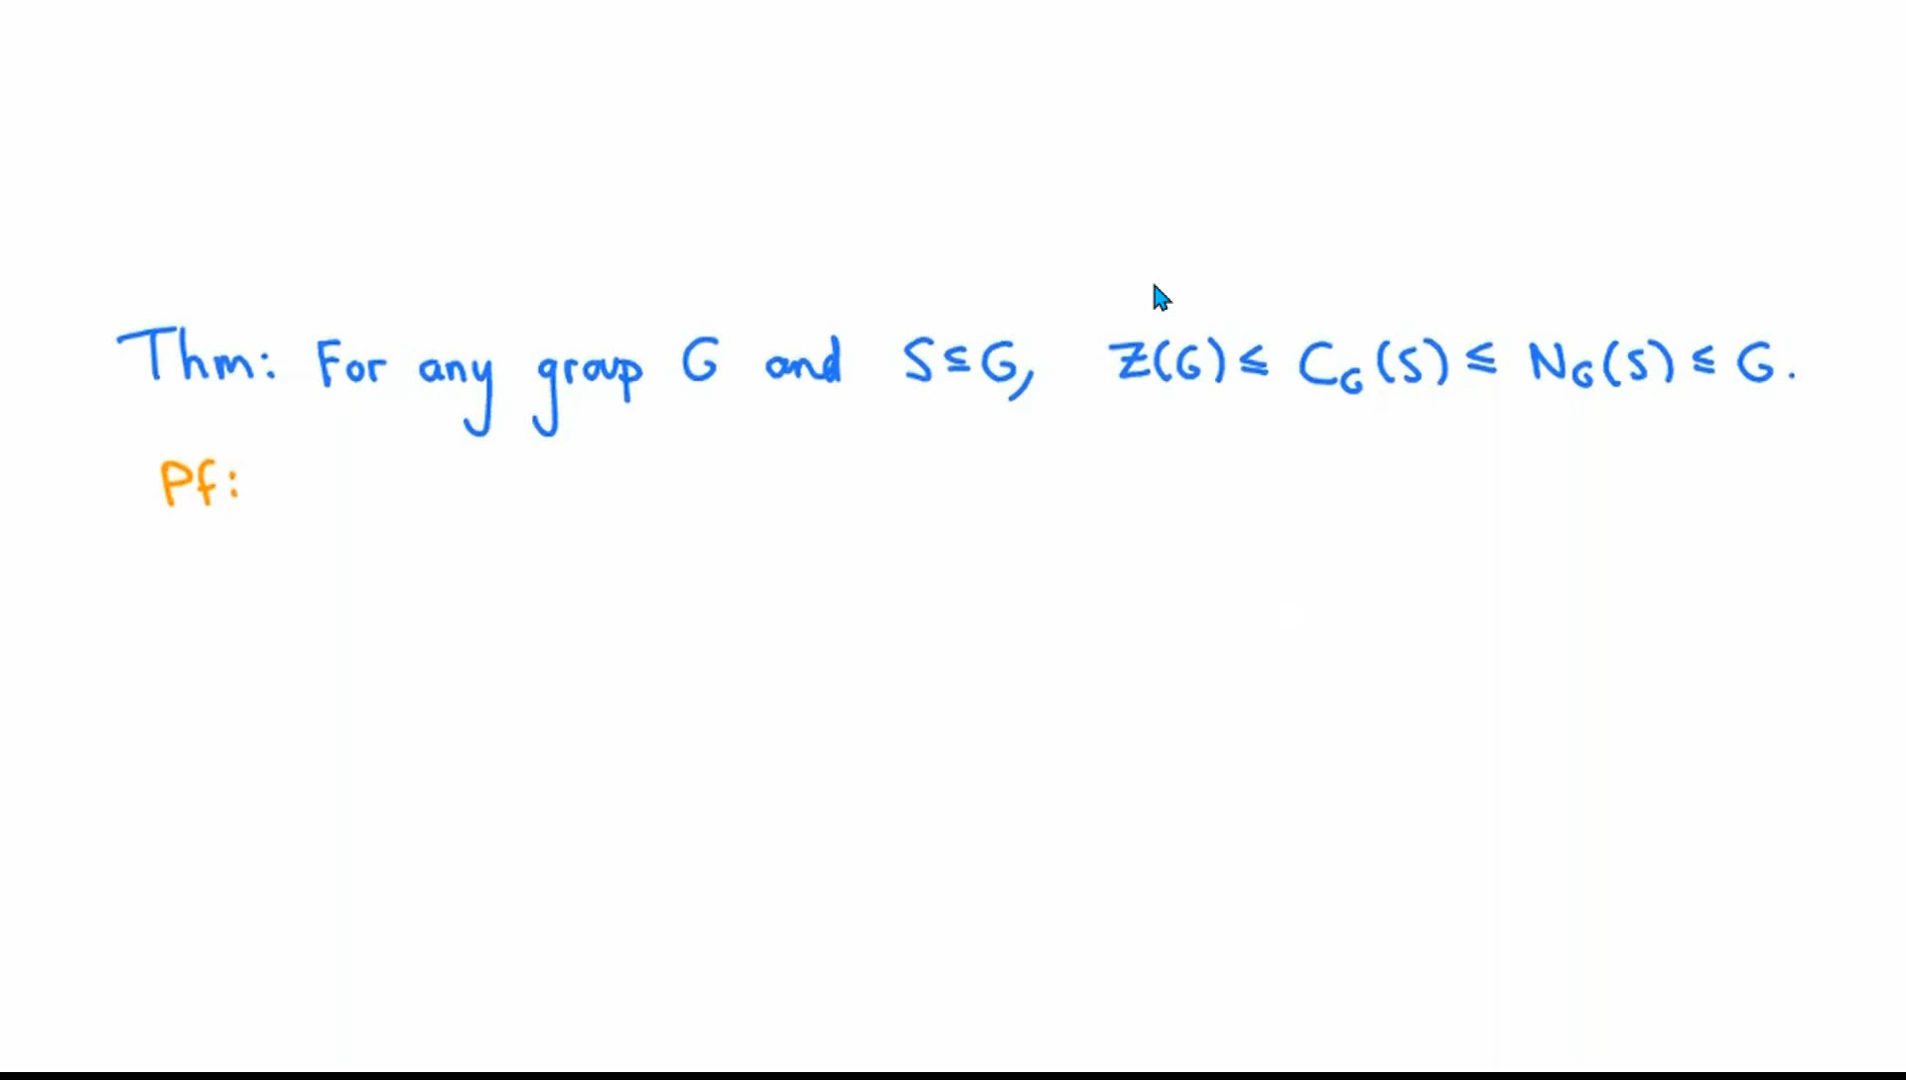 Thm: For any group G and S⊆G, Z(G) ≤ C_G(S) ≤ N_G(S) ≤ G.
Pf: